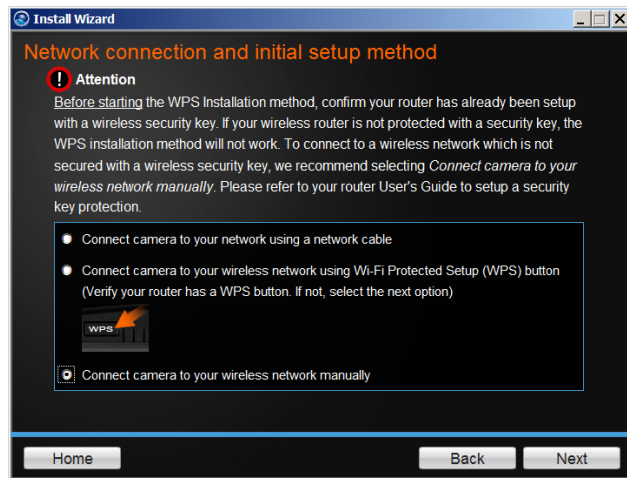 Install Wizard
Network connection and initial setup method
! Attention
Before starting the WPS Installation method, confirm your router has already been setup
with a wireless security key. If your wireless router is not protected with a security key, the
WPS installation method will not work. To connect to a wireless network which is not
secured with a wireless security key, we recommend selecting Connect camera to your
wireless network manually. Please refer to your router User's Guide to setup a security
key protection.
Connect camera to your network using a network cable
Connect camera to your wireless network using Wi-Fi Protected Setup (WPS) button
(Verify your router has a WPS button. If not, select the next option)
WPS
Connect camera to your wireless network manually
Home
Back
Next